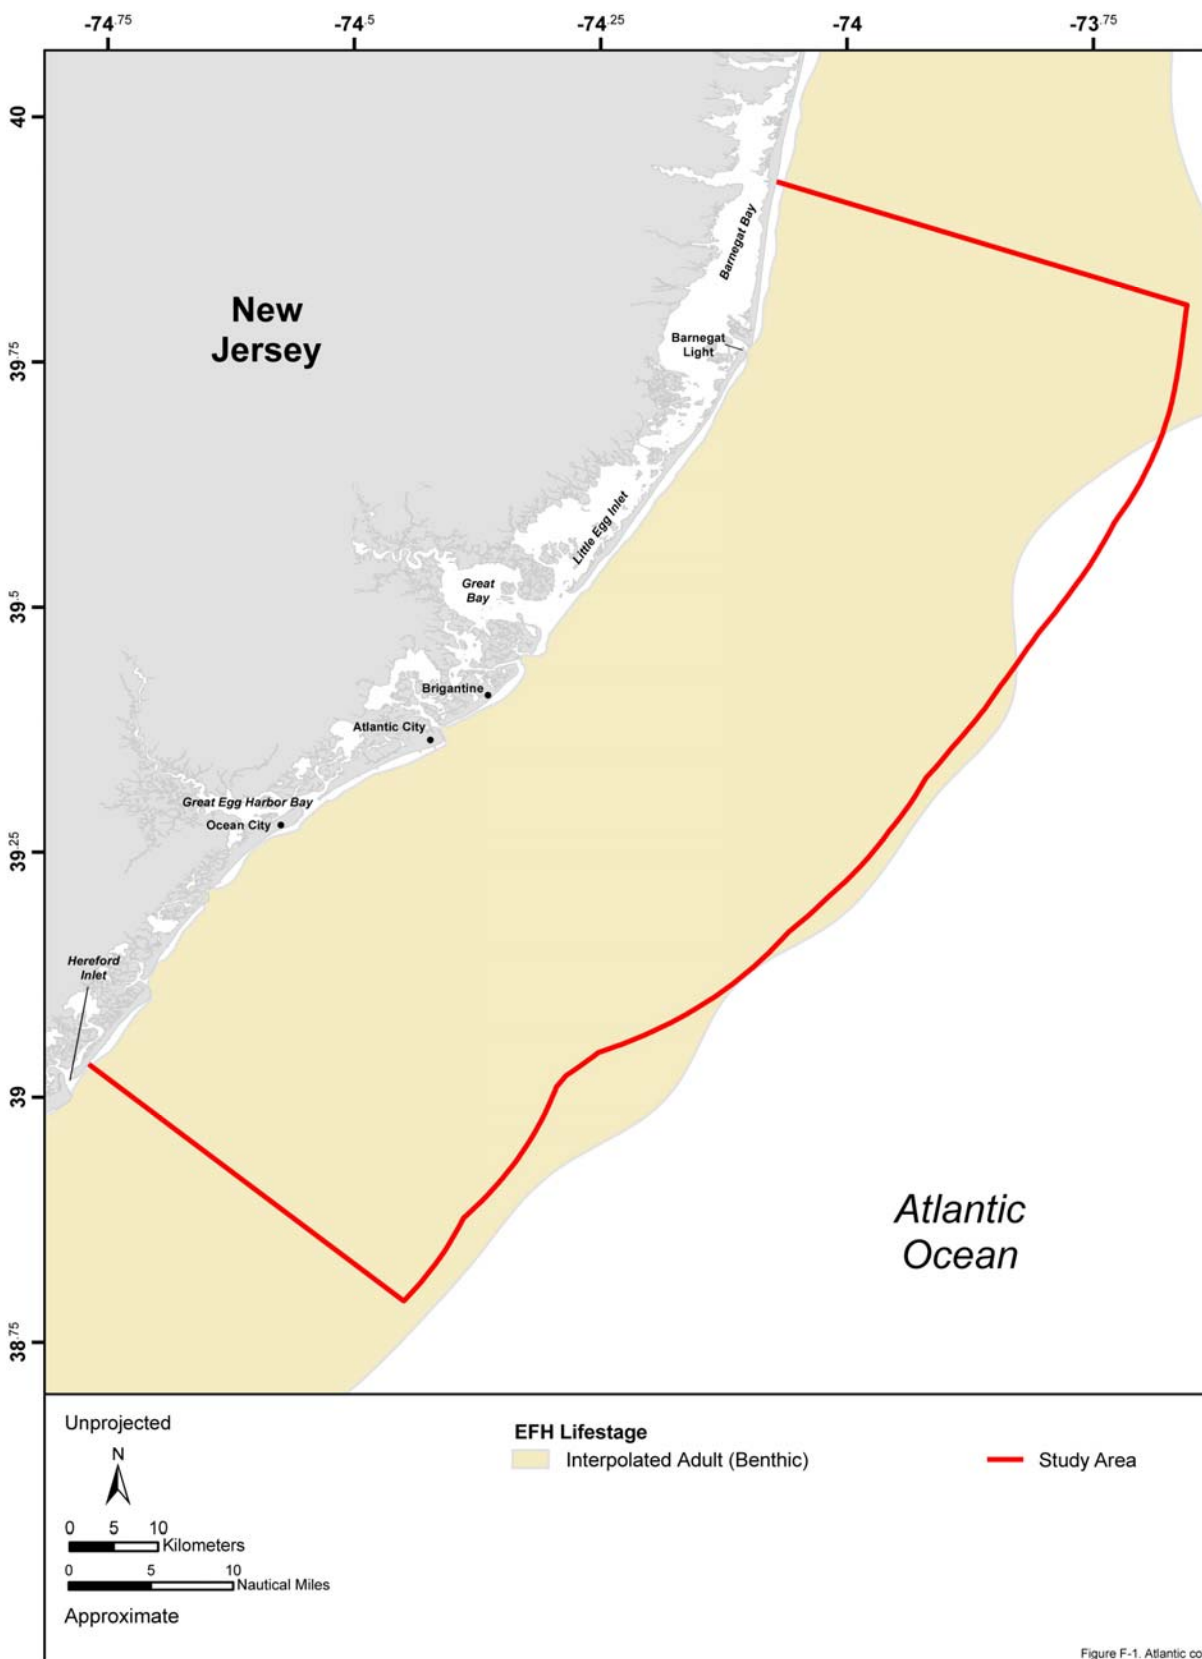 -74.75 -74.5 -74.25 -74 -73.75
40
39.75
39.5
39.25
39
38.75
New
Jersey
Barnegat Bay
Barnegat
Light
Little Egg Inlet
Great
Bay
Brigantine
Atlantic City
Great Egg Harbor Bay
Ocean City
Hereford
Inlet
Atlantic
Ocean
Unprojected
N
0 5 10
Kilometers
0 5 10
Nautical Miles
Approximate
EFH Lifestage
Interpolated Adult (Benthic)
Study Area
Figure F-1. Atlantic co